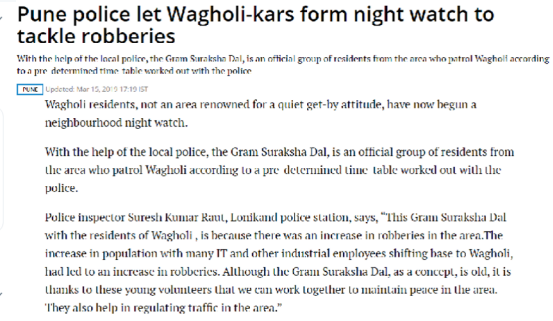 Pune police let Wagholi-kars form night watch to
tackle robberies
With the help of the local police, the Gram Suraksha Dal, is an official group of residents from the area who patrol Wagholi according
to a pre-determined time-table worked out with the police
PUNE Updated: Mar 15, 2019 17:19 IST
Wagholi residents, not an area renowned for a quiet get-by attitude, have now begun a
neighbourhood night watch.
With the help of the local police, the Gram Suraksha Dal, is an official group of residents from
the area who patrol Wagholi according to a pre-determined time-table worked out with the
police.
Police inspector Suresh Kumar Raut, Lonikand police station, says, “This Gram Suraksha Dal
with the residents of Wagholi , is because there was an increase in robberies in the area.The
increase in population with many IT and other industrial employees shifting base to Wagholi,
had led to an increase in robberies. Although the Gram Suraksha Dal, as a concept, is old, it is
thanks to these young volunteers that we can work together to maintain peace in the area.
They also help in regulating traffic in the area.”